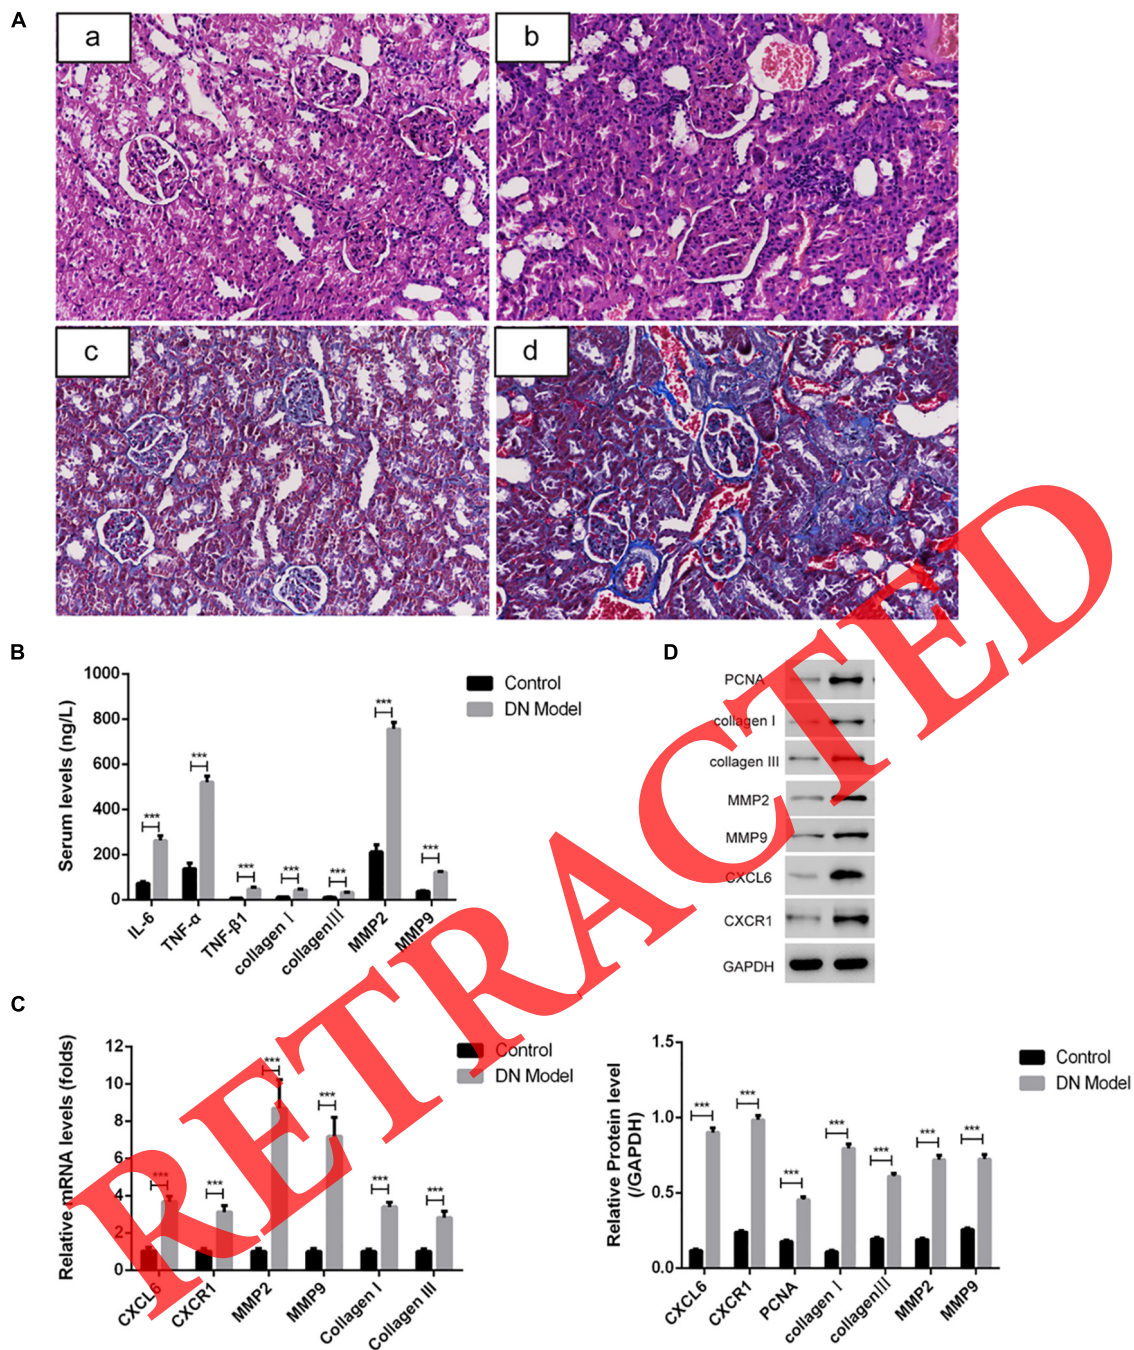 A
a
b
c
d
B
Serum levels (ng/L)
1000
800
600
400
200
0
Control
DN Model
***
***
***
***
***
***
***
IL-6
TNF-α
TNF-β1
collagen I
collagenIII
MMP2
MMP9
D
PCNA
collagen I
collagen III
MMP2
MMP9
CXCL6
CXCR1
GAPDH
C
Relative mRNA levels (folds)
12
10
8
6
4
2
0
Control
DN Model
***
***
***
***
***
***
CXCL6
CXCR1
MMP2
MMP9
Collagen I
Collagen III
Relative Protein level
(/GAPDH)
1.5
1.0
0.5
0.0
Control
DN Model
***
***
***
***
***
***
***
CXCL6
CXCR1
PCNA
collagen I
collagenIII
MMP2
MMP9
RETRACTED